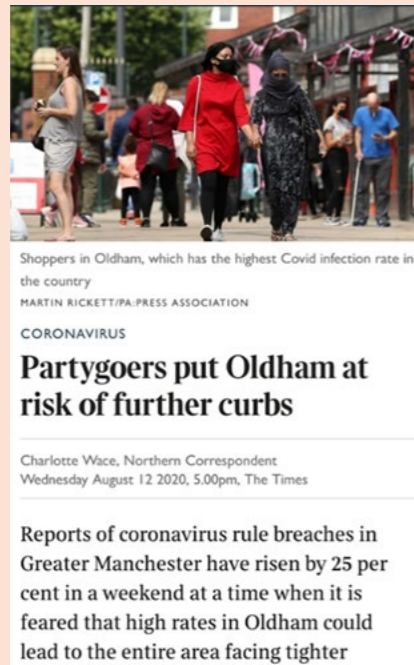 Shoppers in Oldham, which has the highest Covid infection rate in
the country
MARTIN RICKETT/PA:PRESS ASSOCIATION
CORONAVIRUS
Partygoers put Oldham at
risk of further curbs
Charlotte Wace, Northern Correspondent
Wednesday August 12 2020, 5.00pm, The Times
Reports of coronavirus rule breaches in
Greater Manchester have risen by 25 per
cent in a weekend at a time when it is
feared that high rates in Oldham could
lead to the entire area facing tighter